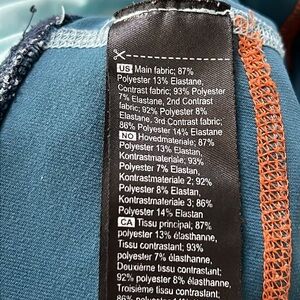 US Main fabric; 87%
Polyester 13% Elastane,
Contrast fabric; 93% Polyester
7% Elastane, 2nd Contrast
fabric; 92% Polyester 8%
Elastane, 3rd Contrast fabric;
86% Polyester 14% Elastane
NO Hovedmateriale; 87%
Polyester 13% Elastan,
Kontrastmateriale; 93%
Polyester 7% Elastan,
Kontrastmateriale 2; 92%
Polyester 8% Elastan,
Kontrastmateriale 3; 86%
Polyester 14% Elastan
CA Tissu principal; 87%
polyester 13% élasthanne,
Tissu contrastant; 93%
polyester 7% élasthanne,
Deuxième tissu contrastant;
92% polyester 8% élasthanne,
Troisième tissu contrastant;
86% polyester 14%